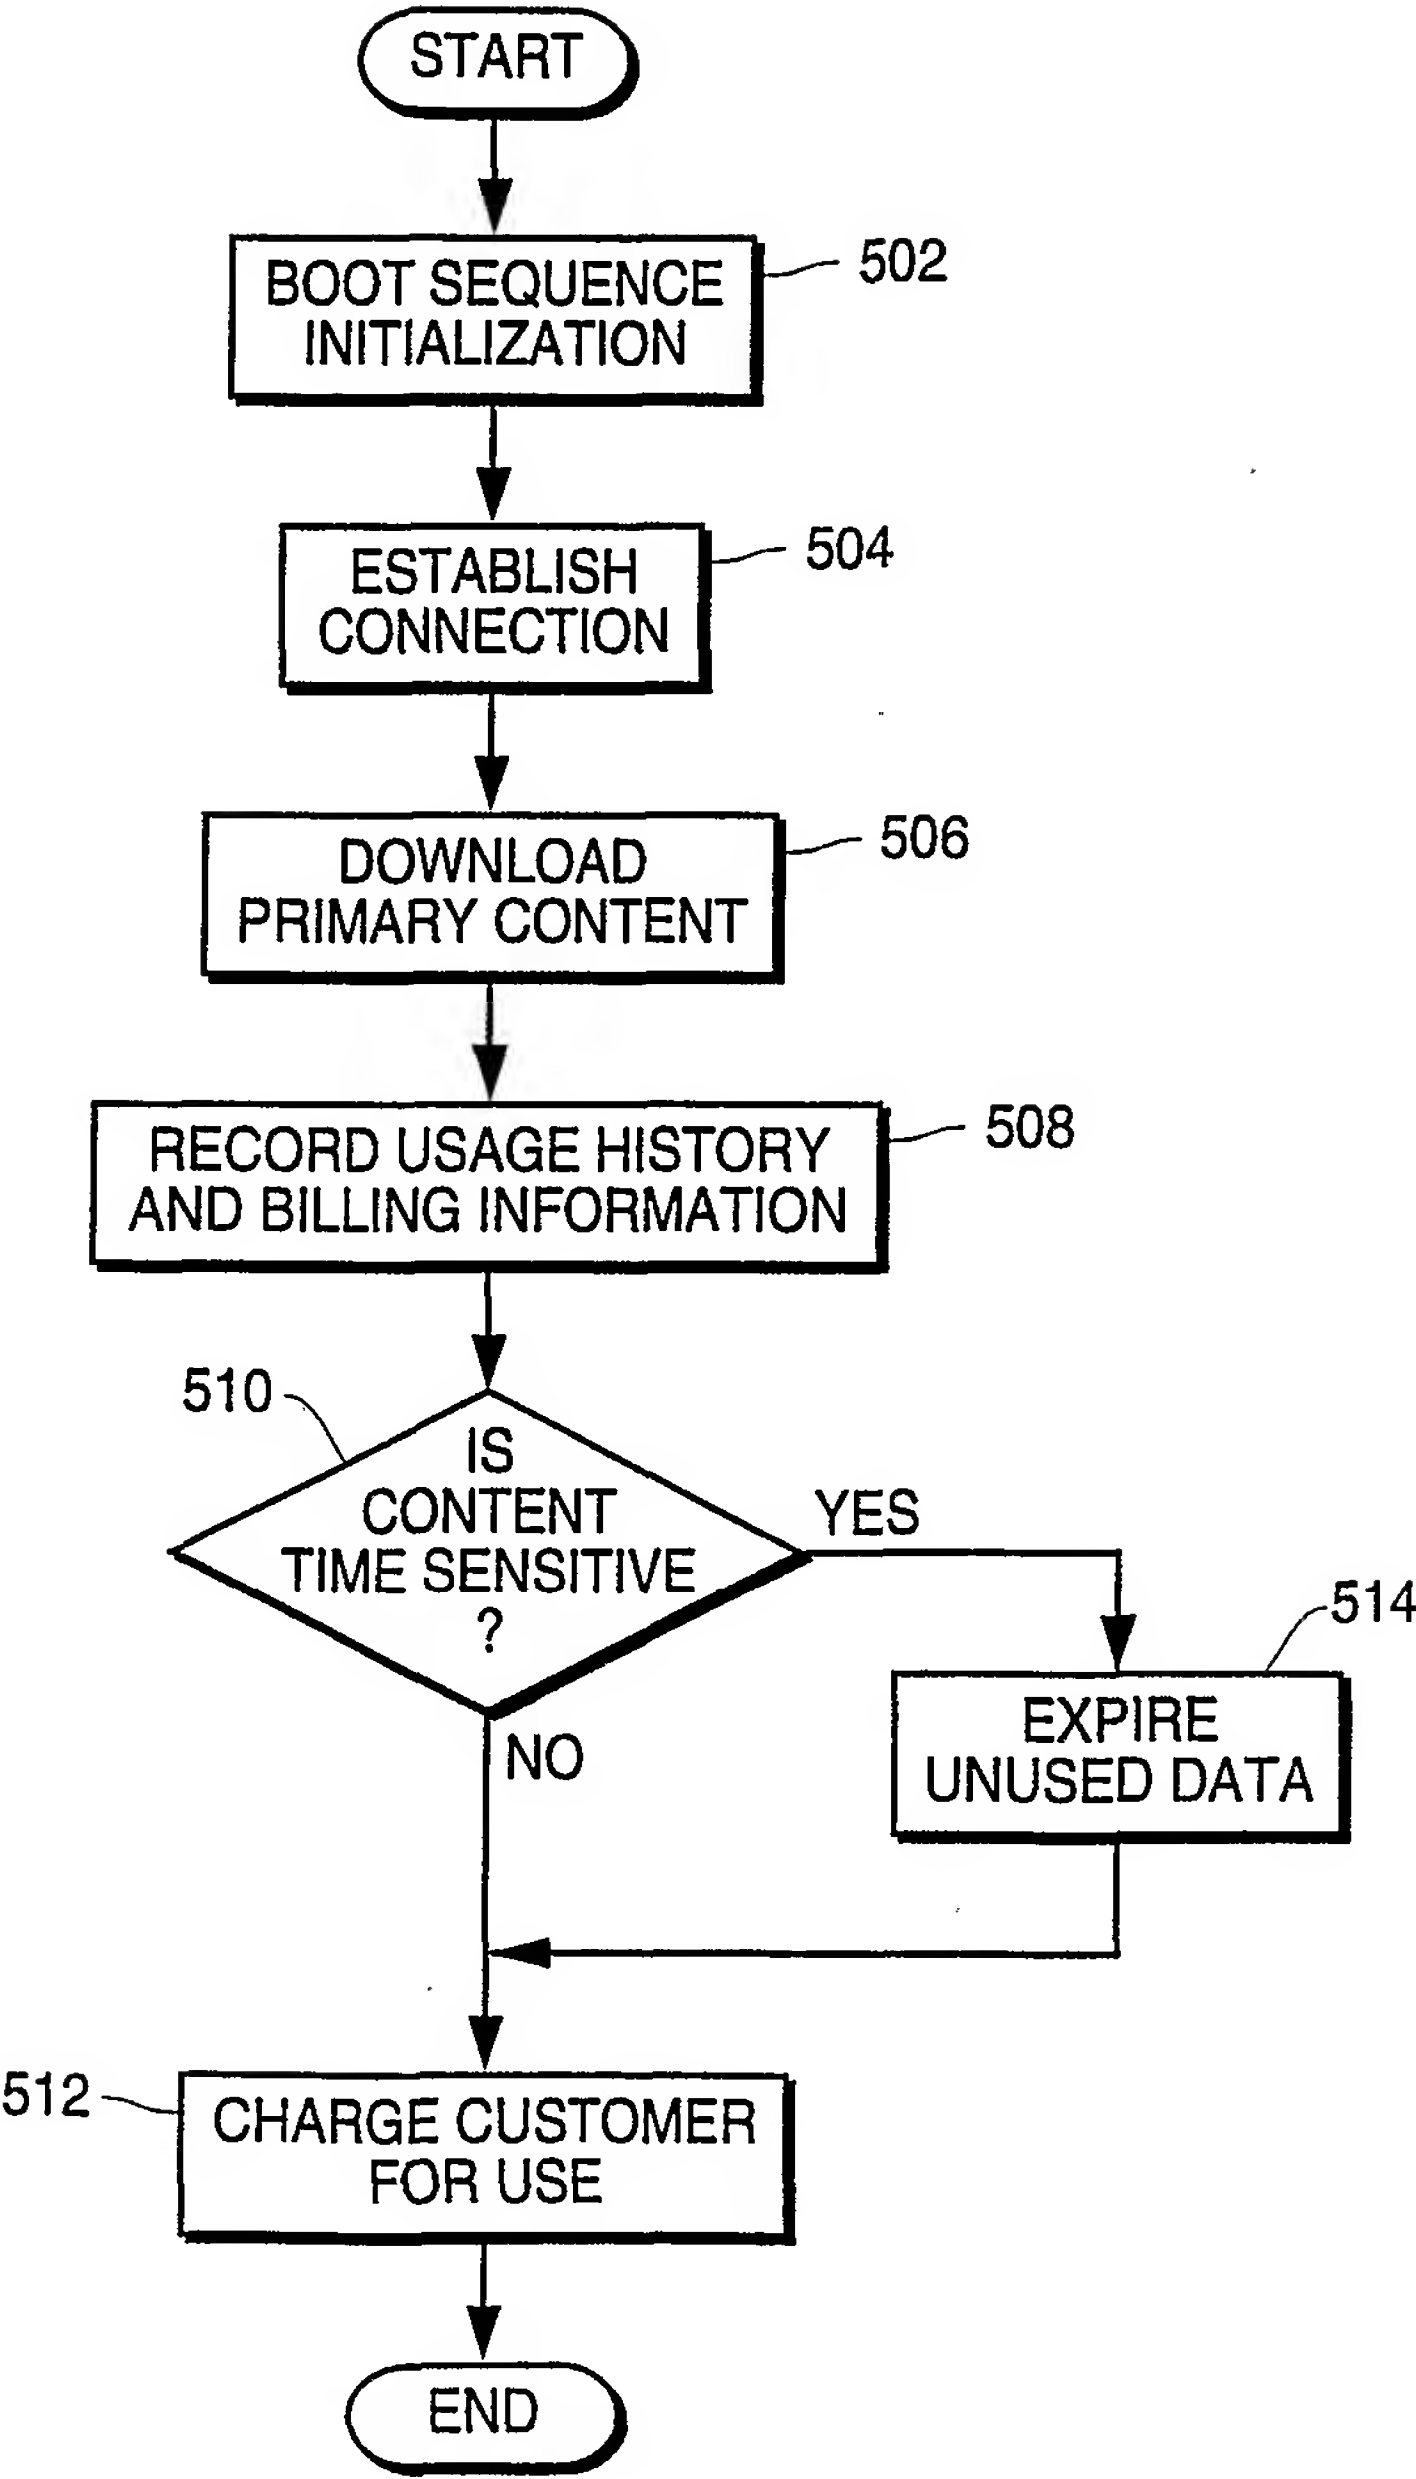 START
BOOT SEQUENCE
INITIALIZATION
502
ESTABLISH
CONNECTION
504
DOWNLOAD
PRIMARY CONTENT
506
RECORD USAGE HISTORY
AND BILLING INFORMATION
508
510
IS
CONTENT
TIME SENSITIVE
?
YES
NO
514
EXPIRE
UNUSED DATA
512
CHARGE CUSTOMER
FOR USE
END